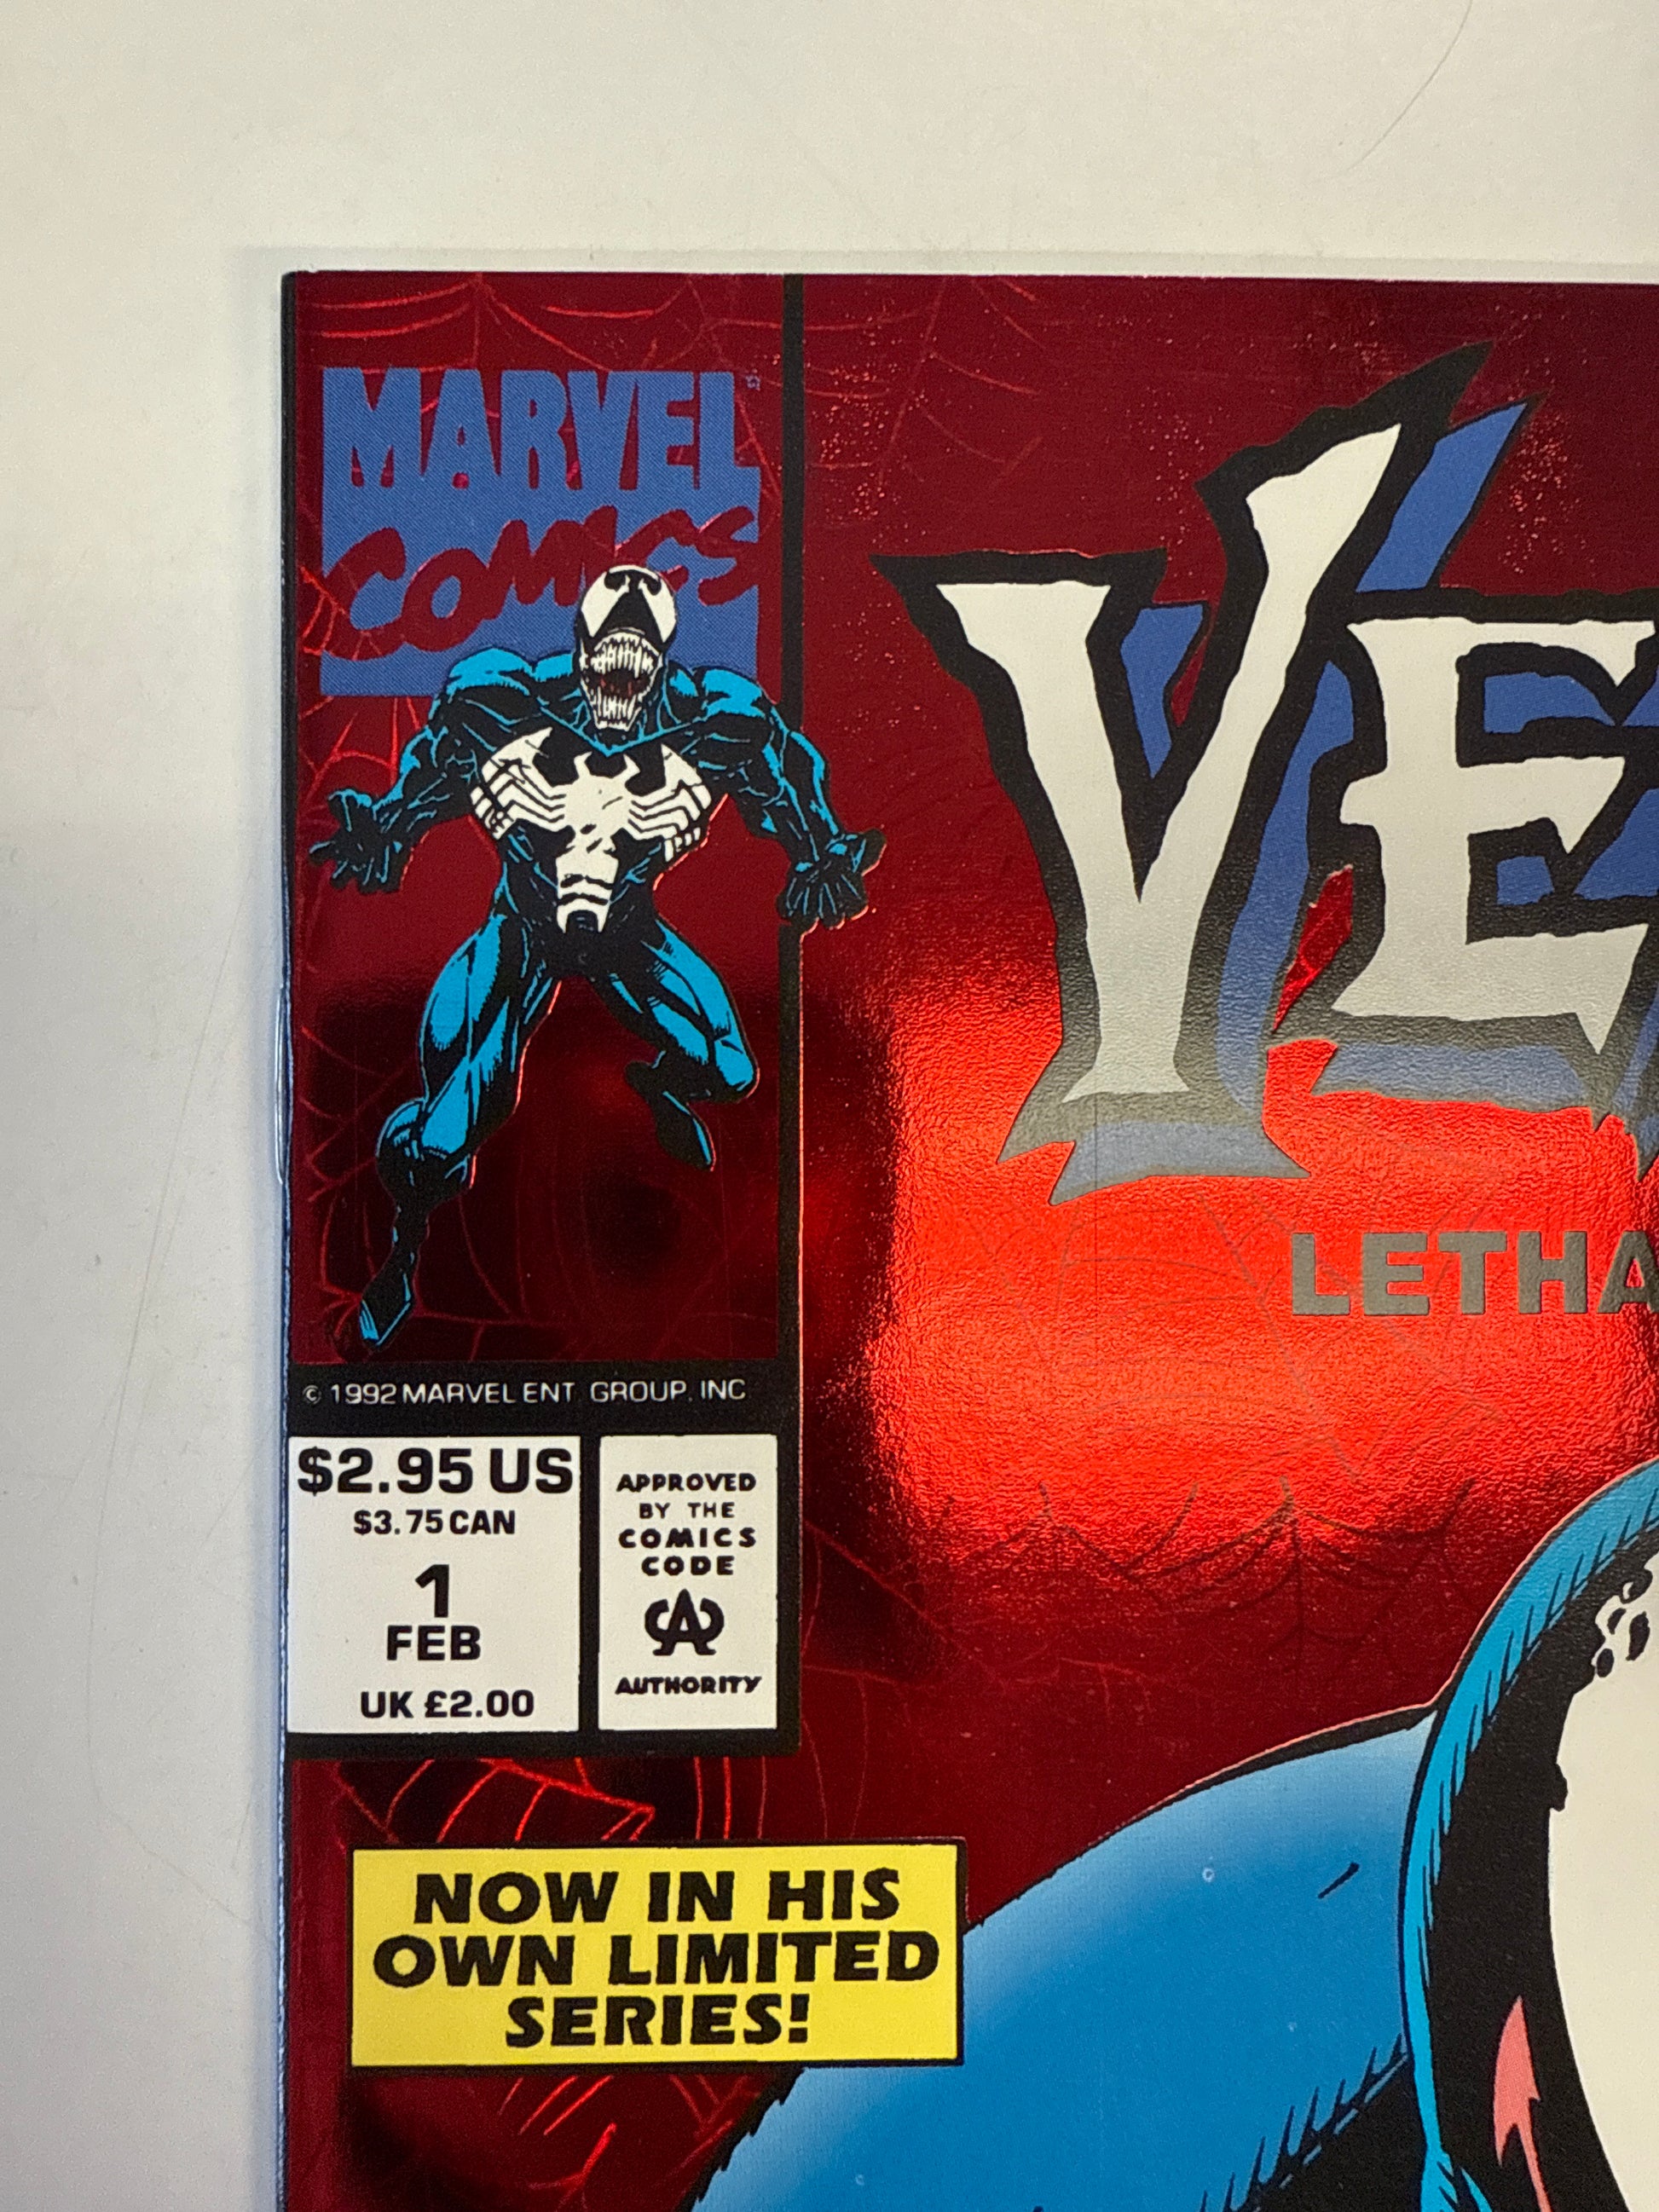 MARVEL
COMICS
VE
LETHA
© 1992 MARVEL ENT. GROUP, INC
$2.95 US
$3.75 CAN
1
FEB
UK £2.00
APPROVED
BY THE
COMICS
CODE
CA
AUTHORITY
NOW IN HIS
OWN LIMITED
SERIES!